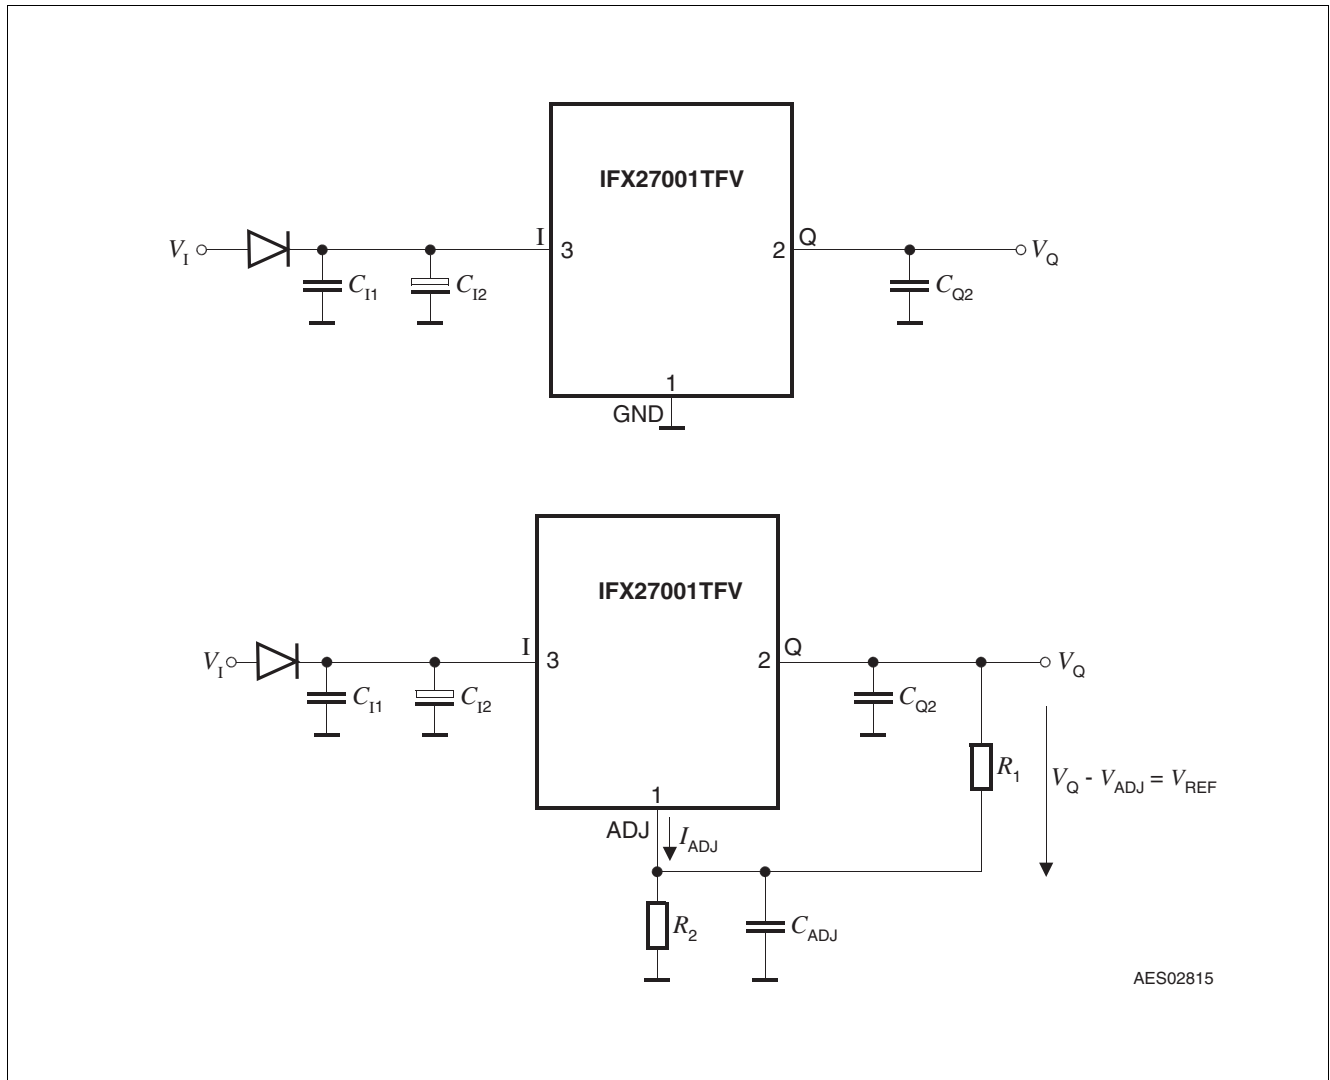 IFX27001TFV
V_I
I
3
2
Q
V_Q
C_I1
C_I2
C_Q2
1
GND
IFX27001TFV
V_I
I
3
2
Q
V_Q
C_I1
C_I2
C_Q2
R_1
V_Q - V_ADJ = V_REF
1
ADJ
I_ADJ
R_2
C_ADJ
AES02815